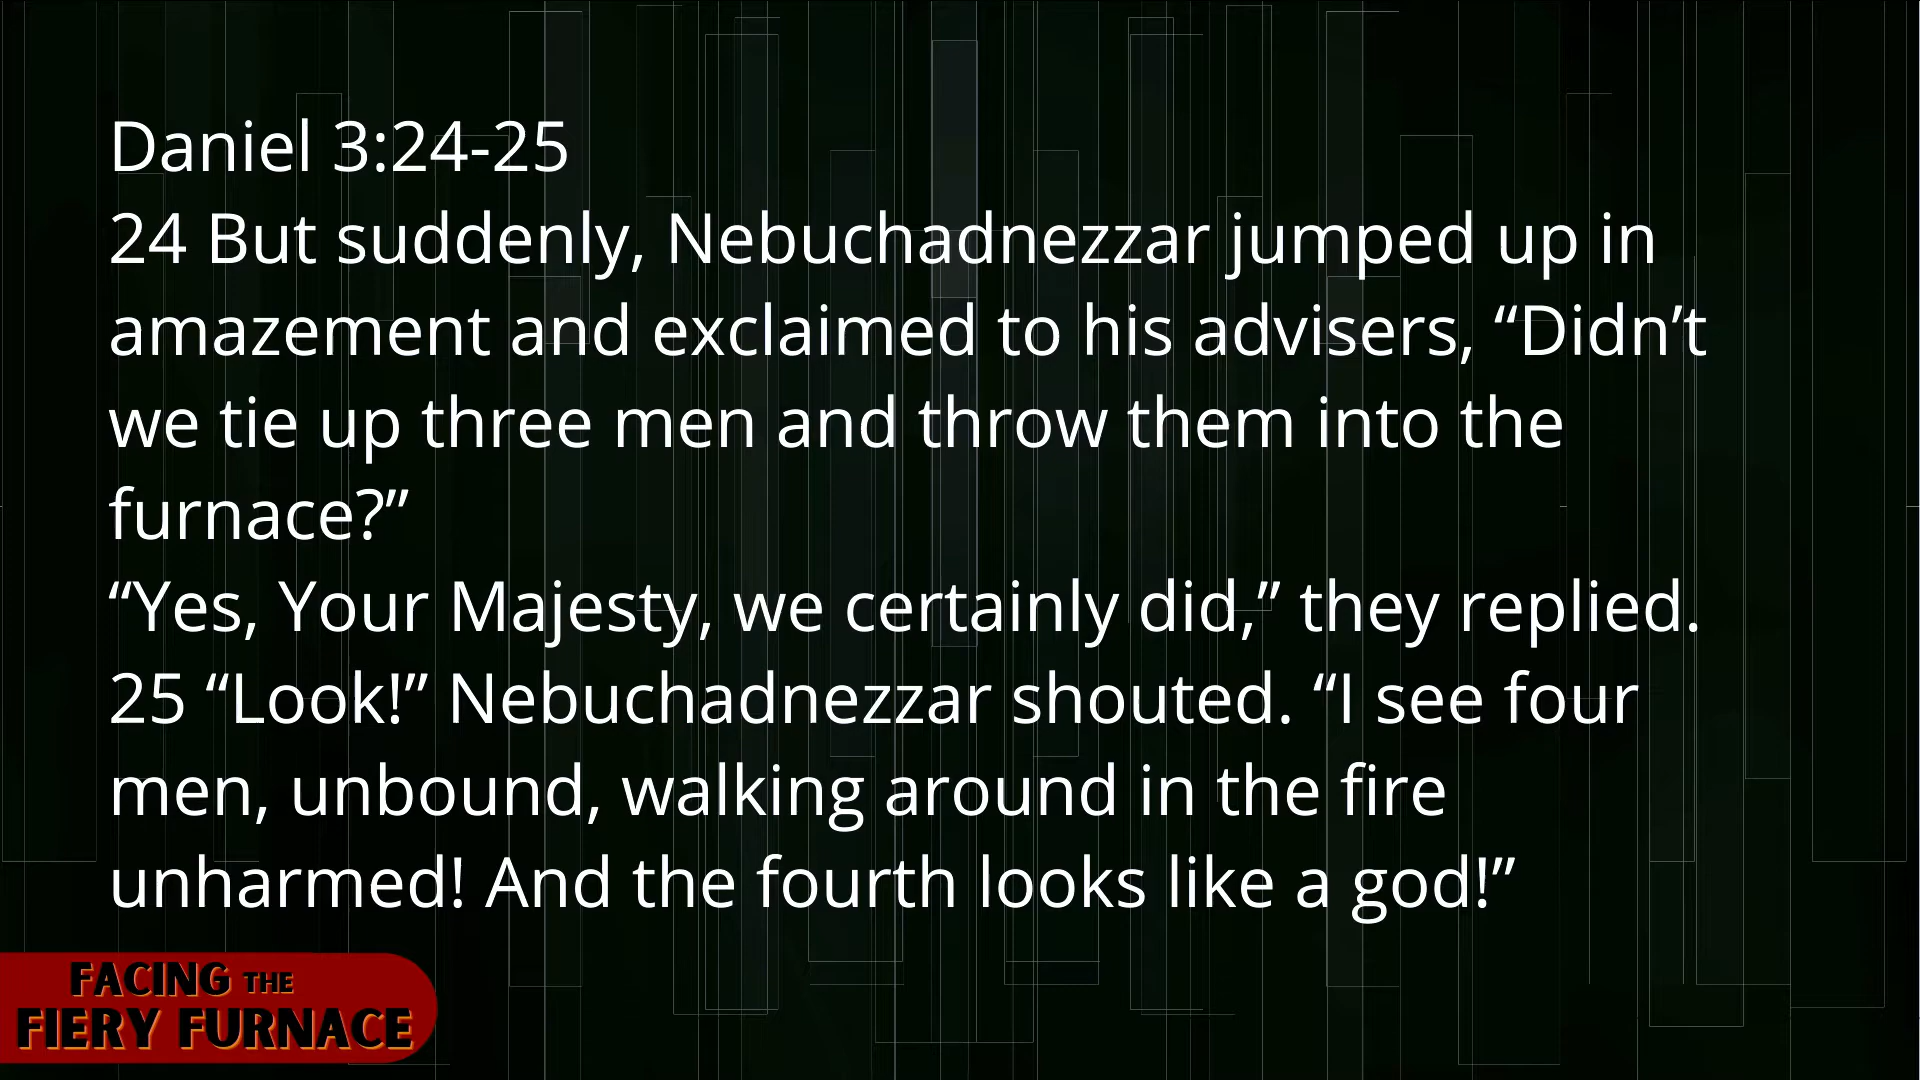 Daniel 3:24-25
24 But suddenly, Nebuchadnezzar jumped up in
amazement and exclaimed to his advisers, “Didn’t
we tie up three men and throw them into the
furnace?”
“Yes, Your Majesty, we certainly did,” they replied.
25 “Look!” Nebuchadnezzar shouted. “I see four
men, unbound, walking around in the fire
unharmed! And the fourth looks like a god!”
FACING THE
FIERY FURNACE